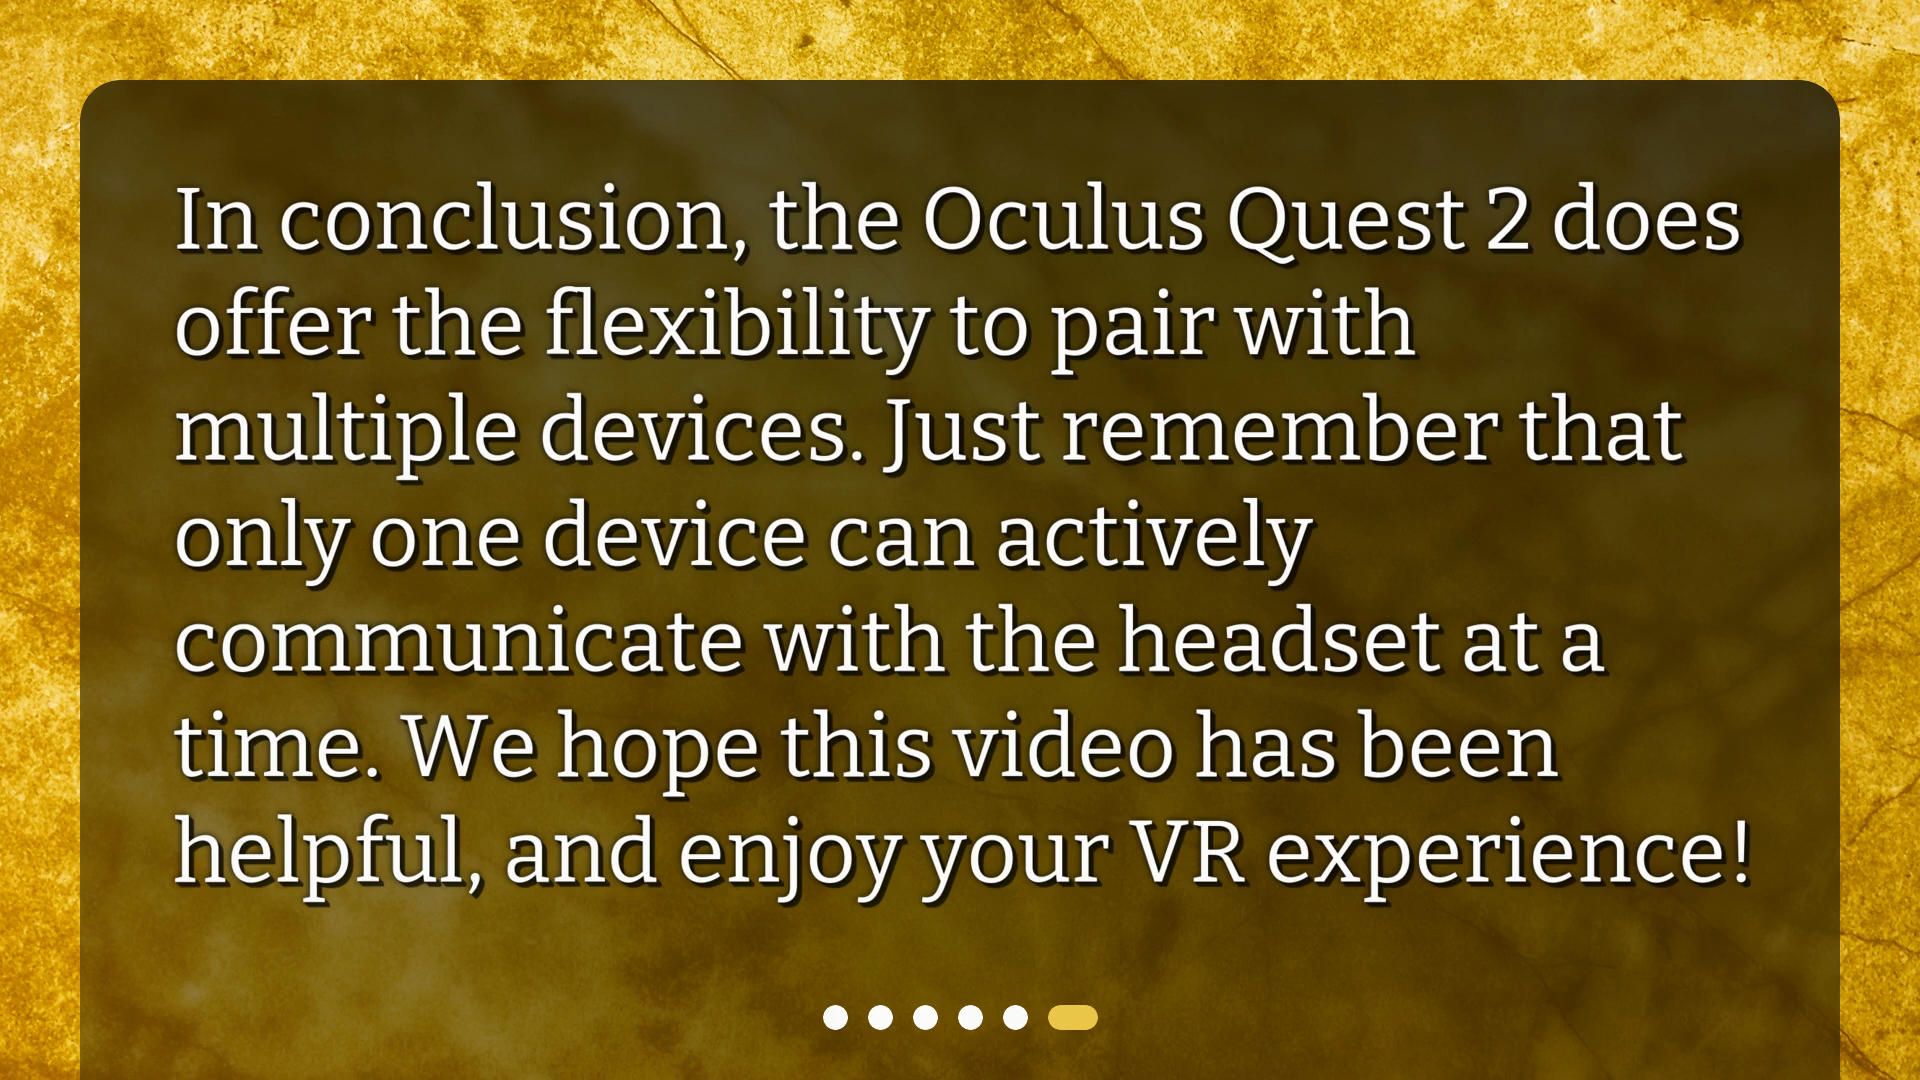 In conclusion, the Oculus Quest 2 does
offer the flexibility to pair with
multiple devices. Just remember that
only one device can actively
communicate with the headset at a
time. We hope this video has been
helpful, and enjoy your VR experience!